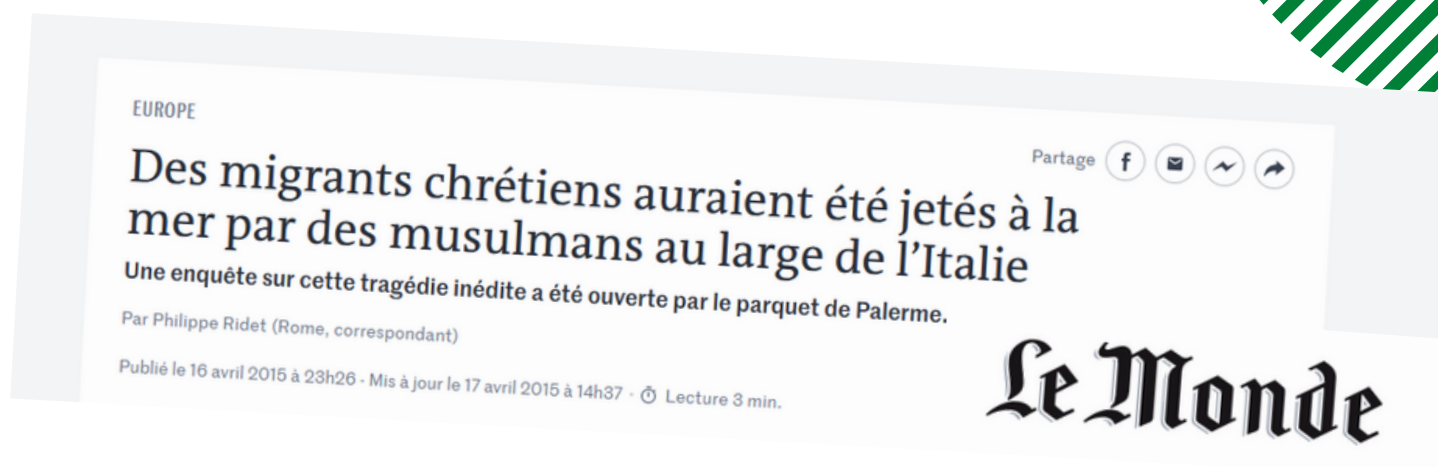 EUROPE
Partage
Des migrants chrétiens auraient été jetés à la
mer par des musulmans au large de l'Italie
Une enquête sur cette tragédie inédite a été ouverte par le parquet de Palerme.
Par Philippe Ridet (Rome, correspondant)
Publié le 16 avril 2015 à 23h26 - Mis à jour le 17 avril 2015 à 14h37 · Lecture 3 min.
Le Monde